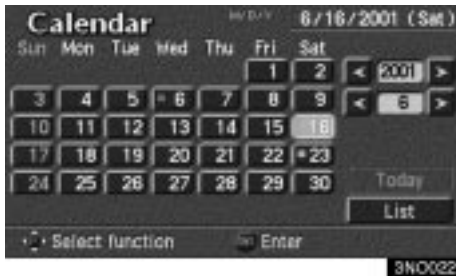 Calendar M/D/Y 6/16/2001 (Sat)
Sun Mon Tue Wed Thu Fri Sat
1 2 < 2001 >
3 4 5 6 7 8 9 < 6 >
10 11 12 13 14 15 16
17 18 19 20 21 22 23
24 25 26 27 28 29 30 Today
List
Select function Enter
3NO022